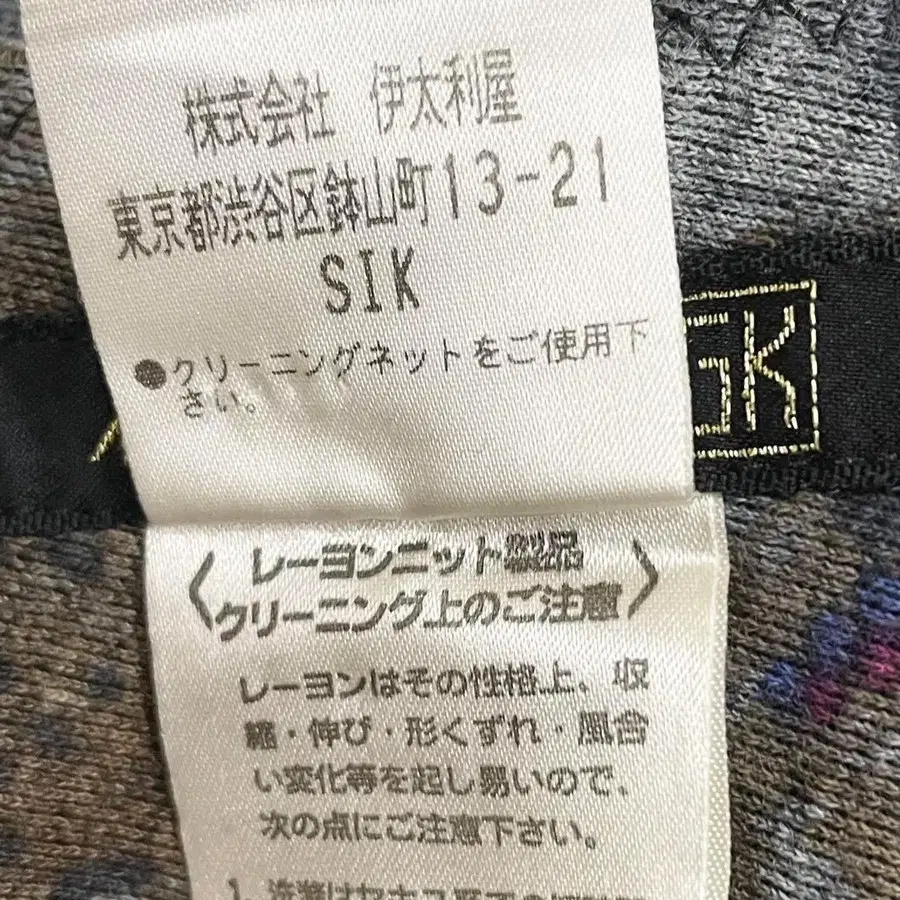 株式会社 伊太利屋
東京都渋谷区鉢山町13-21
SIK
●クリーニングネットをご使用下
さい。
GK
〈レーヨンニット製品
クリーニング上のご注意〉
レーヨンはその性格上、収
縮・伸び・形くずれ・風合
い変化等を起し易いので、
次の点にご注意下さい。